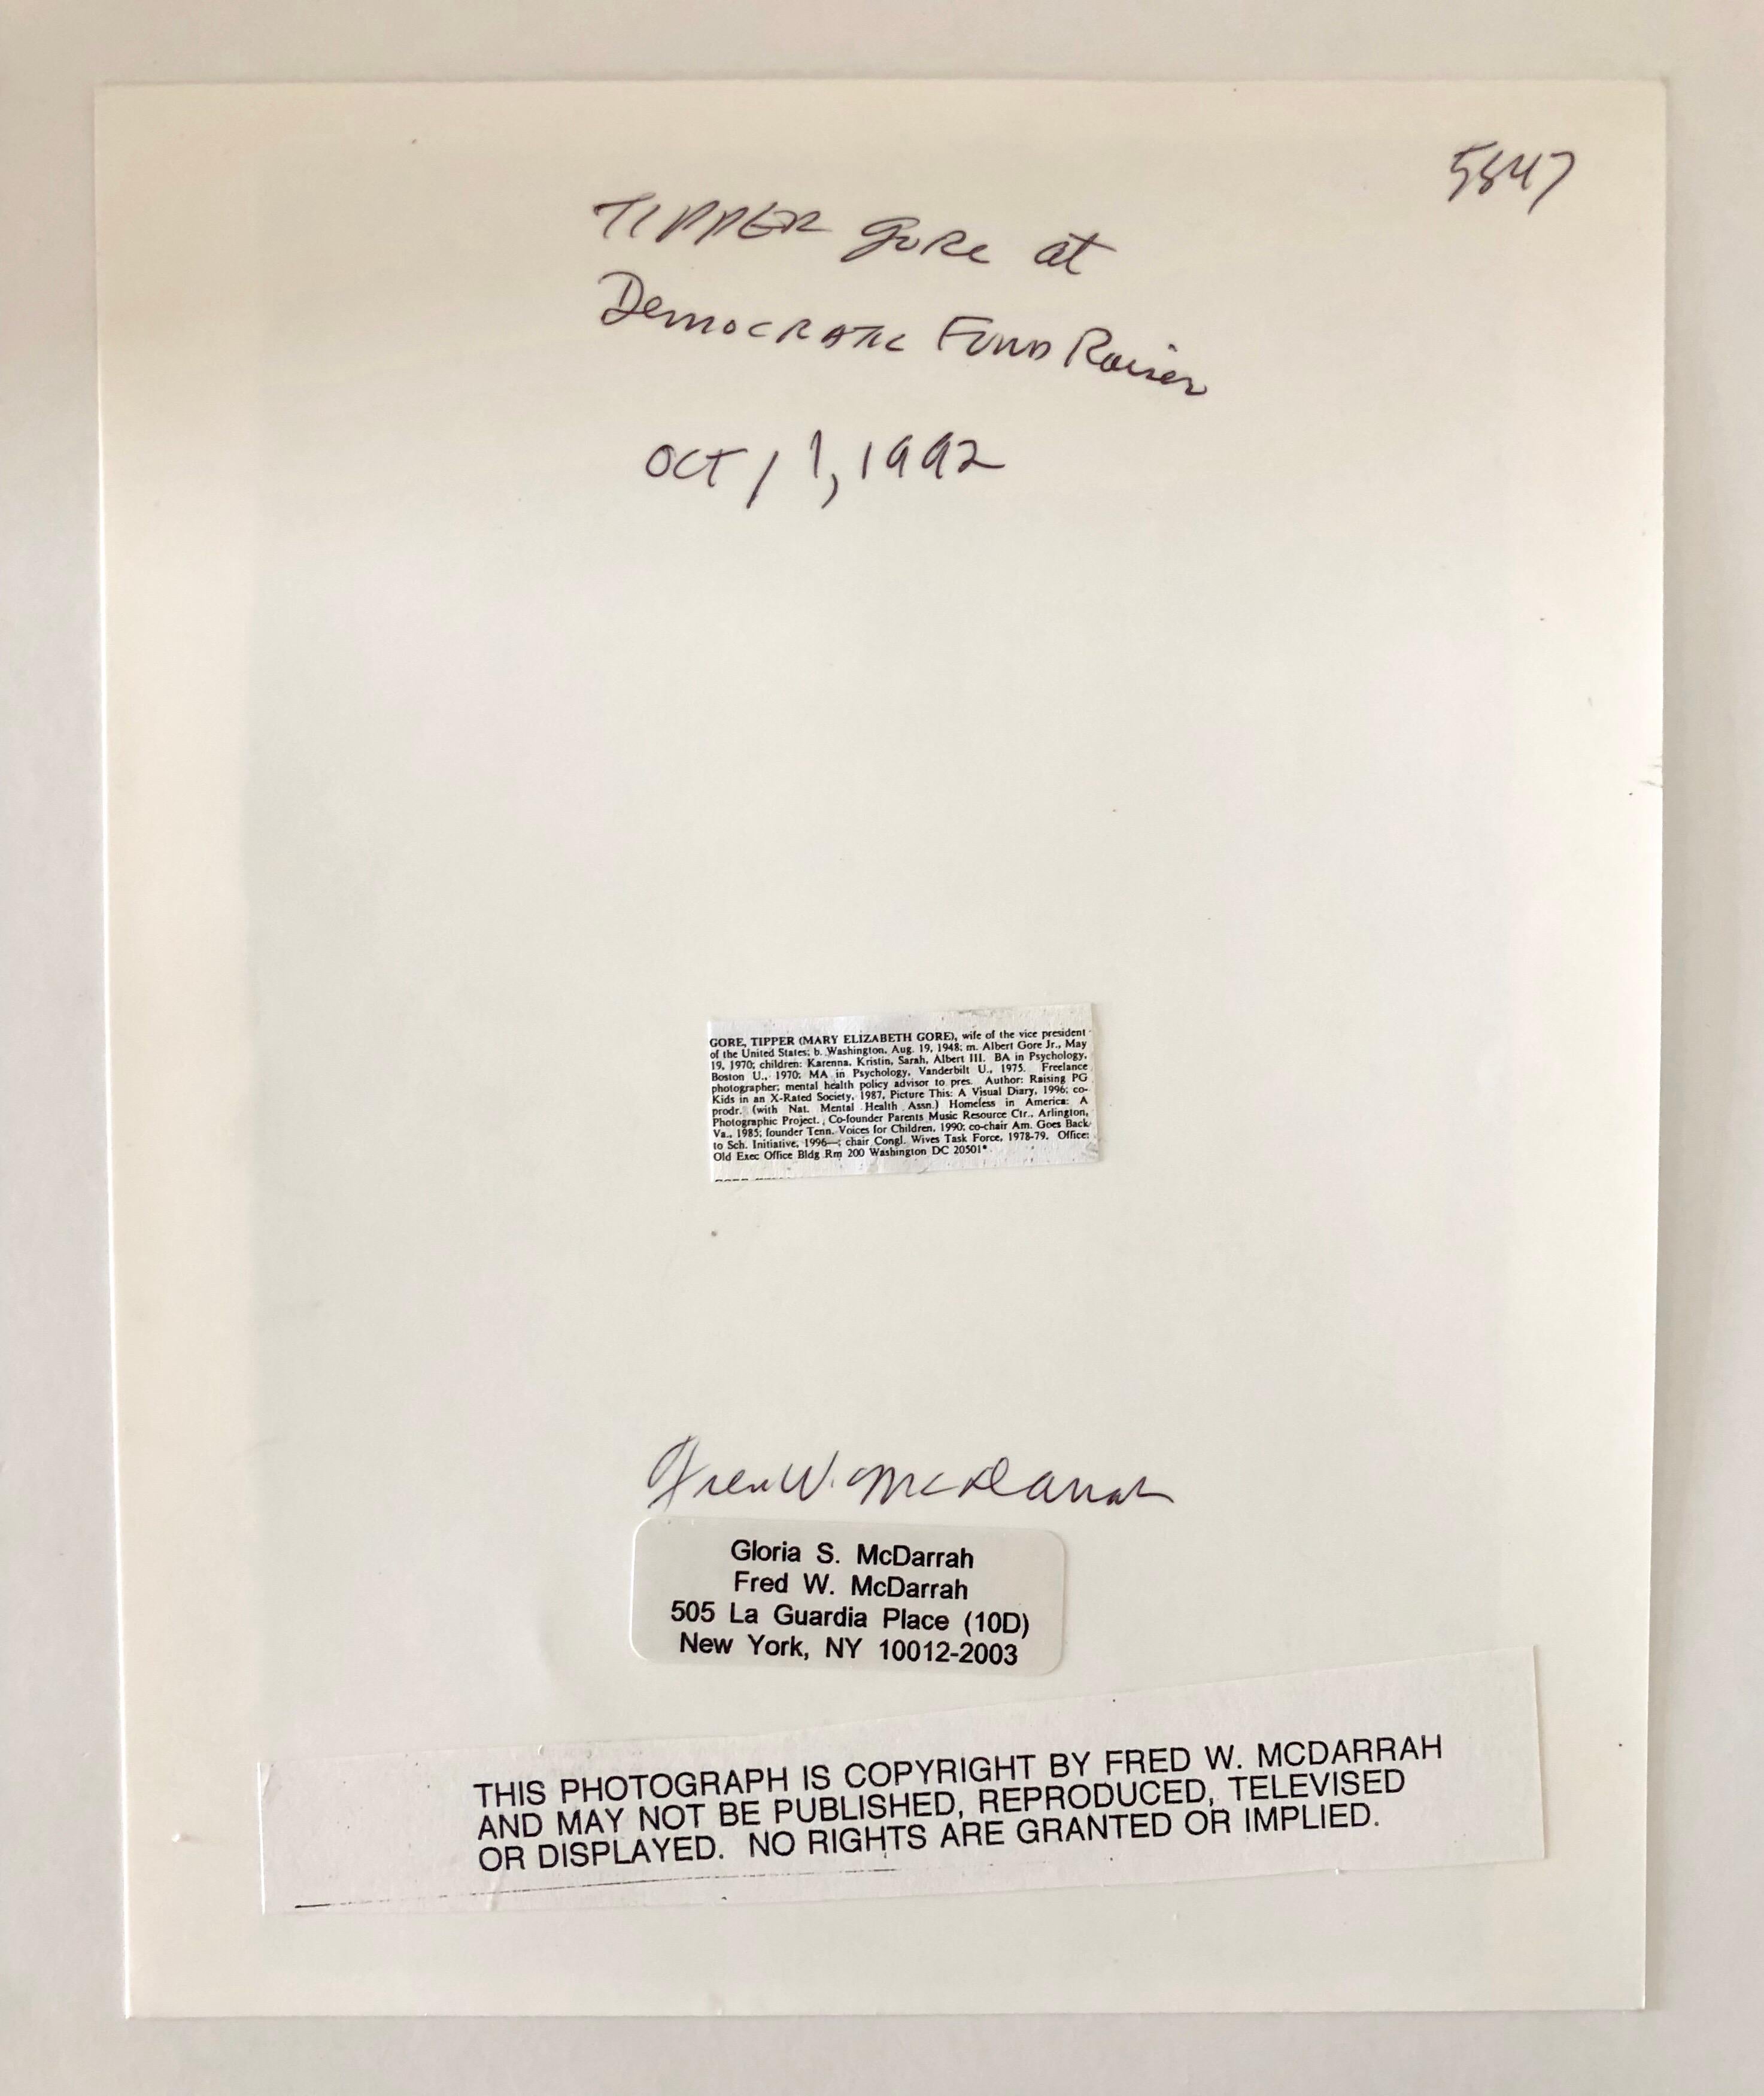 5847
TIPPER Gore at
Democratic Fund Raiser
OCT 11, 1992
GORE, TIPPER (MARY ELIZABETH GORE), wife of the vice president
of the United States; b. Washington, Aug. 19, 1948; m. Albert Gore Jr., May
19, 1970; children: Karenna, Kristin, Sarah, Albert III. BA in Psychology,
Boston U., 1970; MA in Psychology, Vanderbilt U., 1975. Freelance
photographer; mental health policy advisor to pres. Author: Raising PG
Kids in an X-Rated Society, 1987, Picture This: A Visual Diary, 1996; co-
prodr. (with Nat. Mental Health Assn.) Homeless in America: A
Photographic Project. Co-founder Parents Music Resource Ctr., Arlington,
Va., 1985; founder Tenn. Voices for Children, 1990; co-chair Am. Goes Back
to Sch. Initiative, 1996—; chair Congl. Wives Task Force, 1978-79. Office:
Old Exec Office Bldg Rm 200 Washington DC 20501*
Fred W. McDarrah
Gloria S. McDarrah
Fred W. McDarrah
505 La Guardia Place (10D)
New York, NY 10012-2003
THIS PHOTOGRAPH IS COPYRIGHT BY FRED W. MCDARRAH
AND MAY NOT BE PUBLISHED, REPRODUCED, TELEVISED
OR DISPLAYED. NO RIGHTS ARE GRANTED OR IMPLIED.